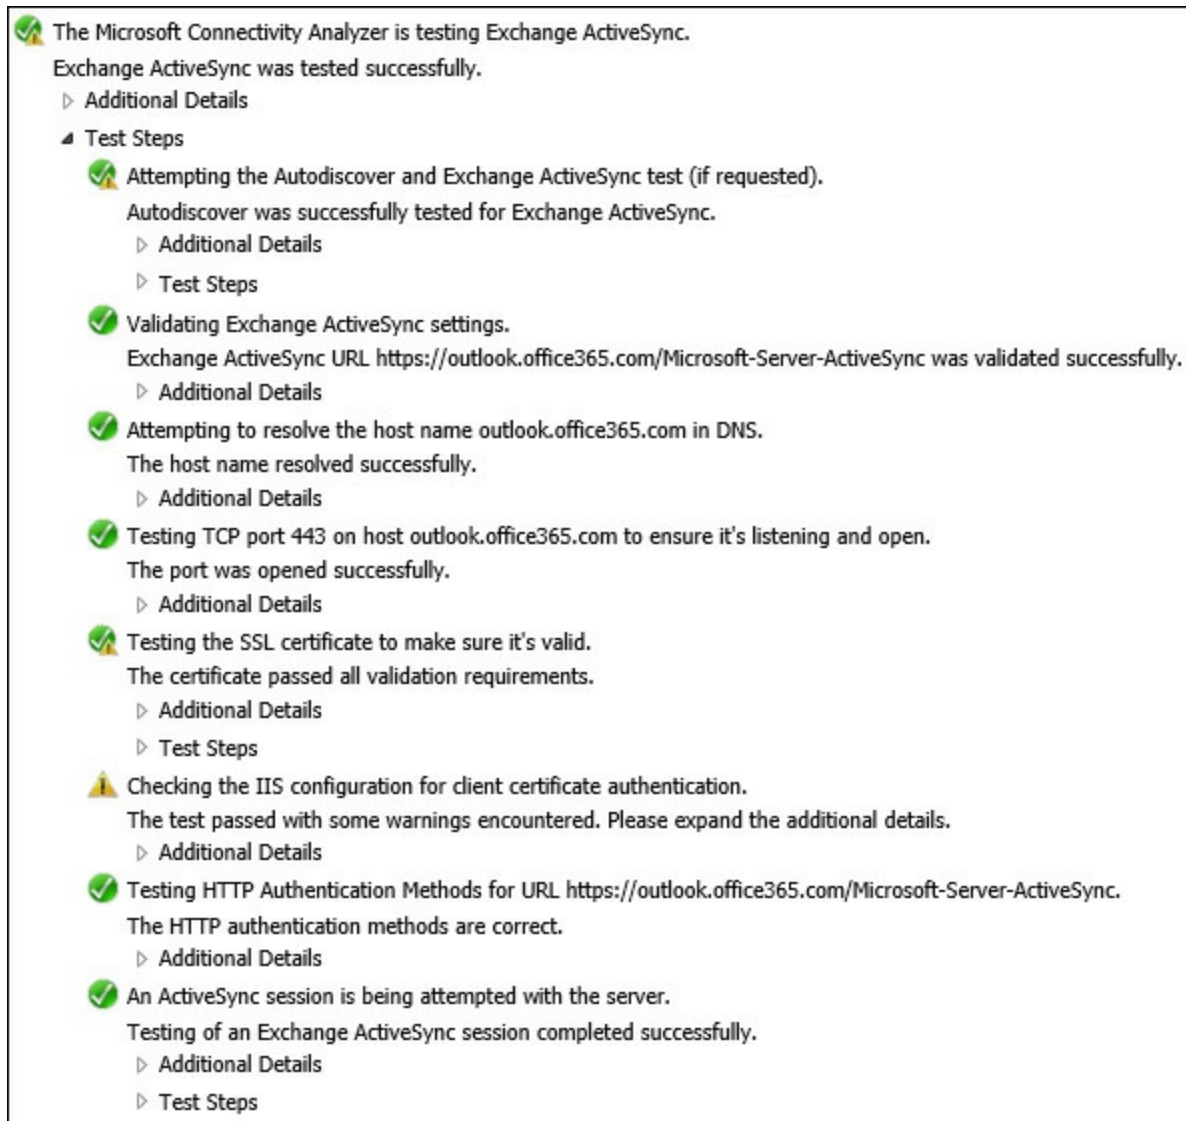 The Microsoft Connectivity Analyzer is testing Exchange ActiveSync.
Exchange ActiveSync was tested successfully.
Additional Details
Test Steps
Attempting the Autodiscover and Exchange ActiveSync test (if requested).
Autodiscover was successfully tested for Exchange ActiveSync.
Additional Details
Test Steps
Validating Exchange ActiveSync settings.
Exchange ActiveSync URL https://outlook.office365.com/Microsoft-Server-ActiveSync was validated successfully.
Additional Details
Attempting to resolve the host name outlook.office365.com in DNS.
The host name resolved successfully.
Additional Details
Testing TCP port 443 on host outlook.office365.com to ensure it's listening and open.
The port was opened successfully.
Additional Details
Testing the SSL certificate to make sure it's valid.
The certificate passed all validation requirements.
Additional Details
Test Steps
Checking the IIS configuration for client certificate authentication.
The test passed with some warnings encountered. Please expand the additional details.
Additional Details
Testing HTTP Authentication Methods for URL https://outlook.office365.com/Microsoft-Server-ActiveSync.
The HTTP authentication methods are correct.
Additional Details
An ActiveSync session is being attempted with the server.
Testing of an Exchange ActiveSync session completed successfully.
Additional Details
Test Steps